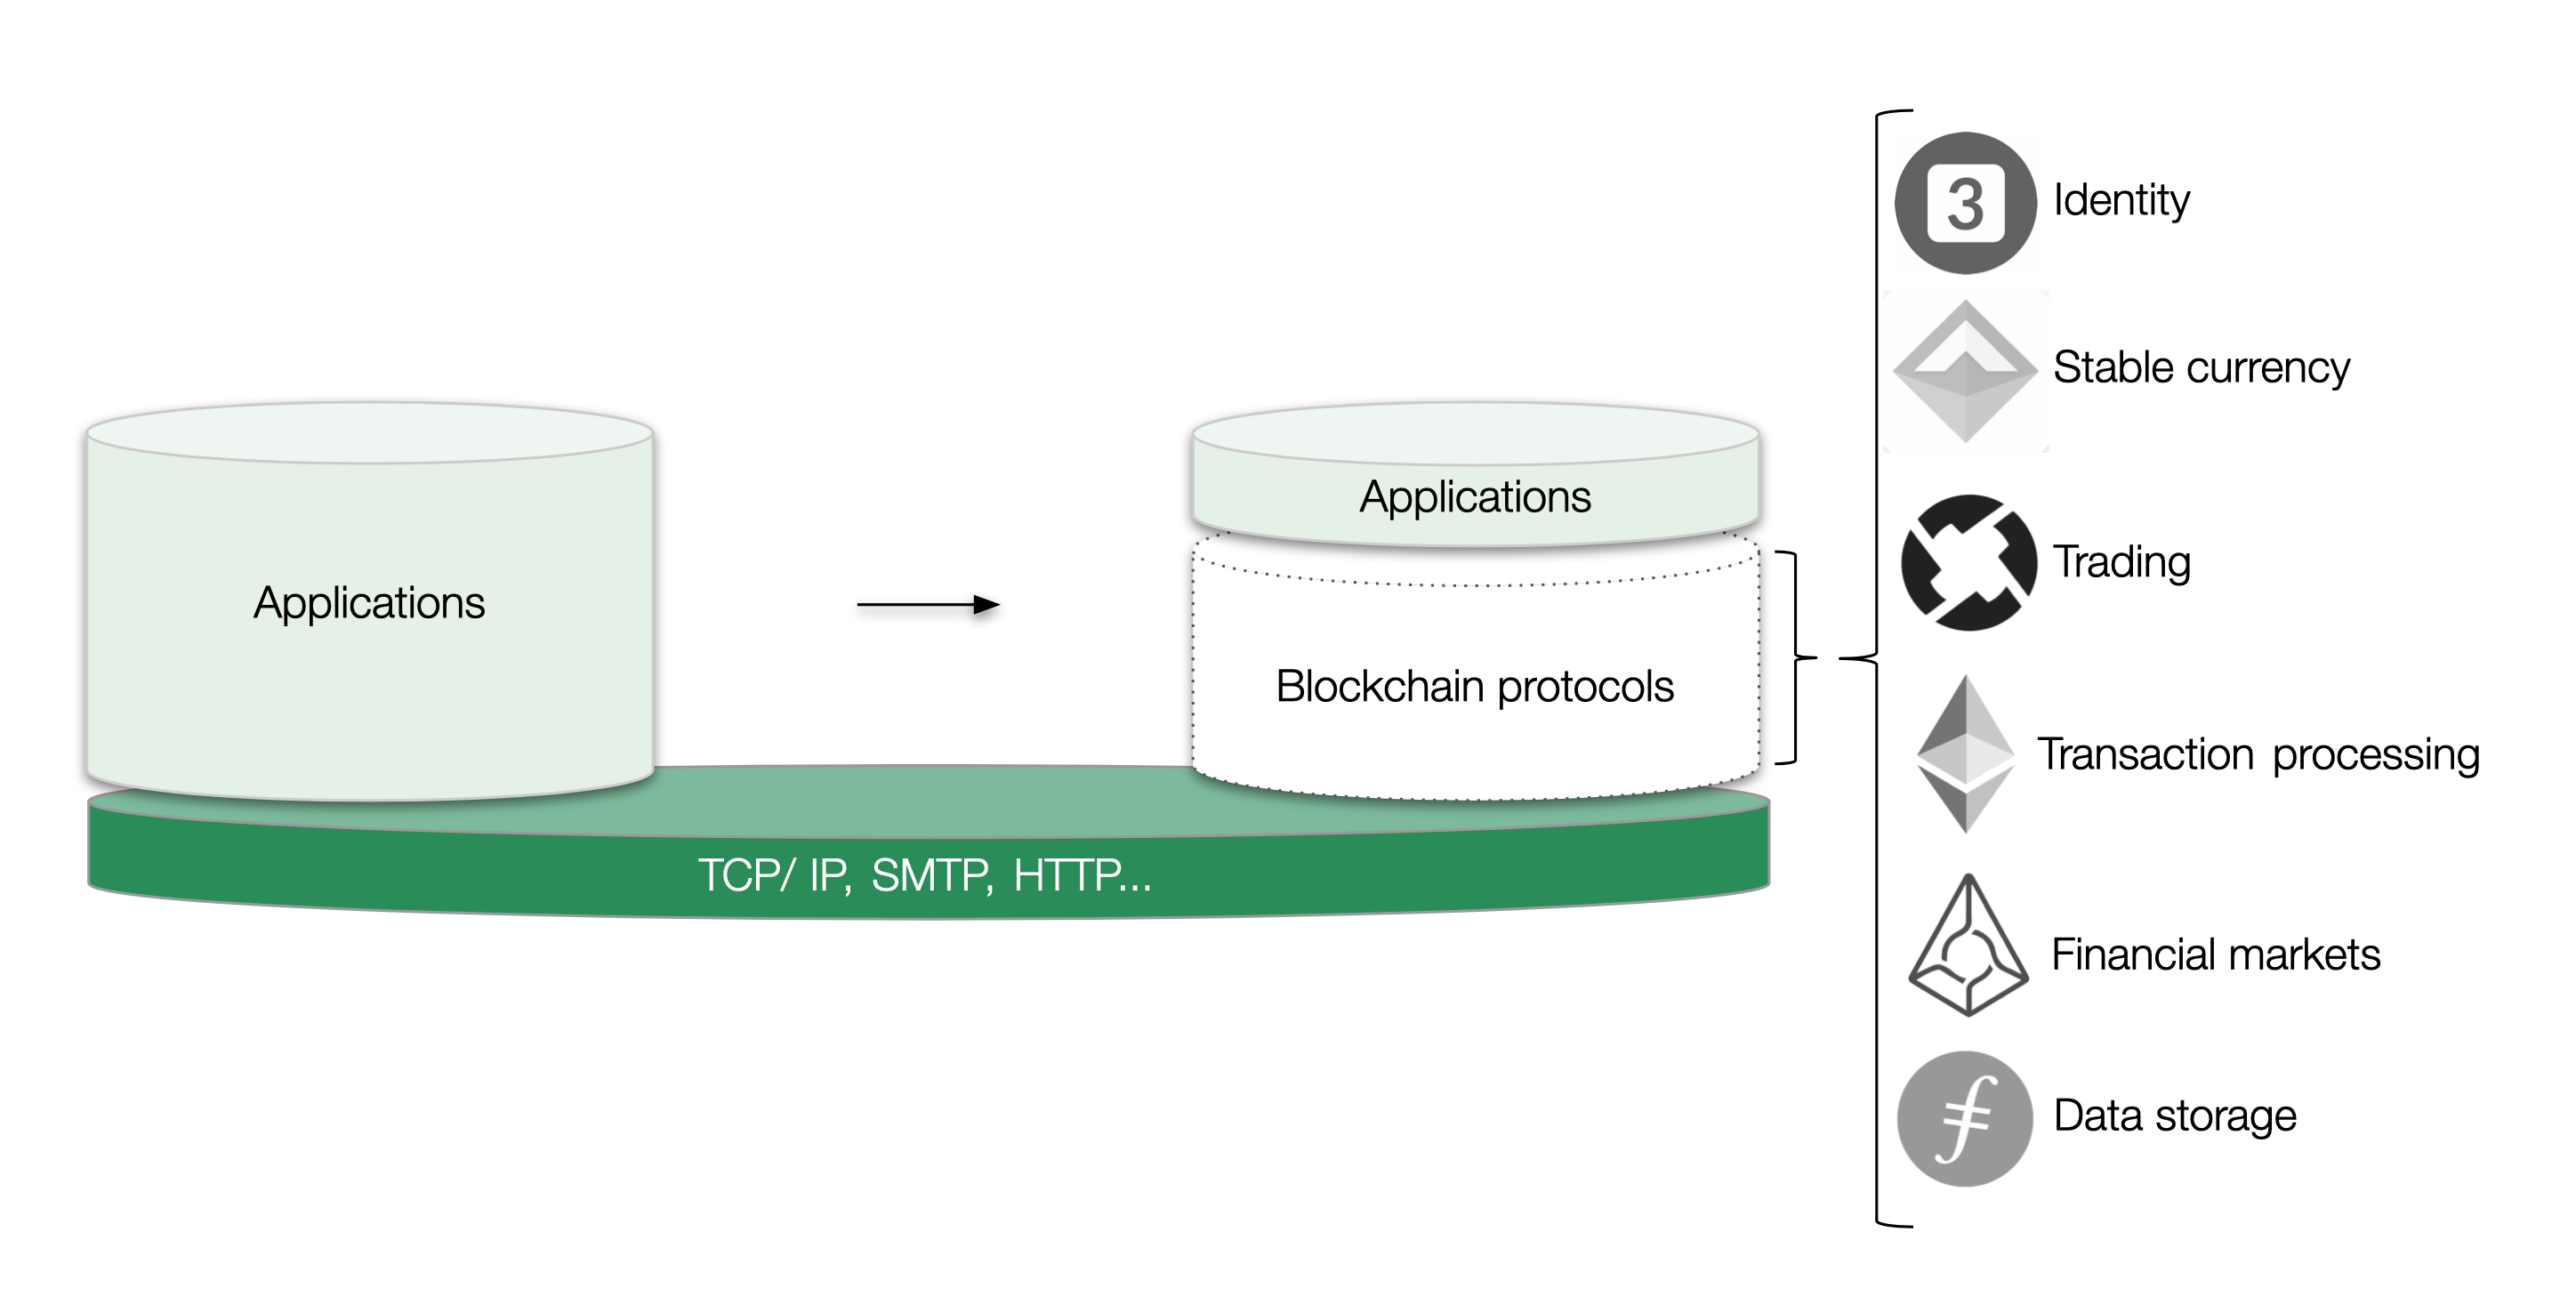 Applications
Applications
Blockchain protocols
TCP/ IP, SMTP, HTTP...
3
Identity
Stable currency
Trading
Transaction processing
Financial markets
Data storage